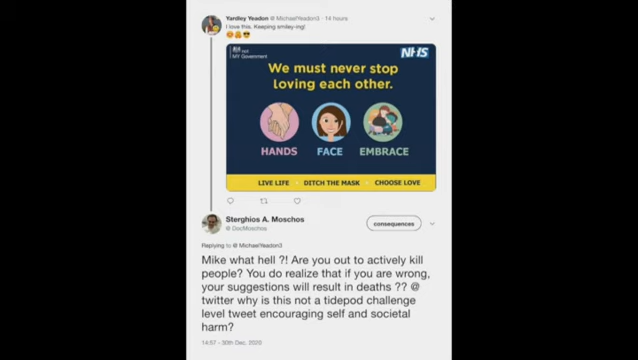 Yardley Yeadon @ MichaelYeadon3 · 14 hours
I love this. Keeping smiley-ing!
not
MY Government
NHS
We must never stop
loving each other.
HANDS FACE EMBRACE
LIVE LIFE · DITCH THE MASK · CHOOSE LOVE
Sterghios A. Moschos
@ DocMoschos
consequences
Replying to @ MichaelYeadon3
Mike what hell ?! Are you out to actively kill
people? You do realize that if you are wrong,
your suggestions will result in deaths ?? @
twitter why is this not a tidepod challenge
level tweet encouraging self and societal
harm?
14:57 - 30th Dec, 2020